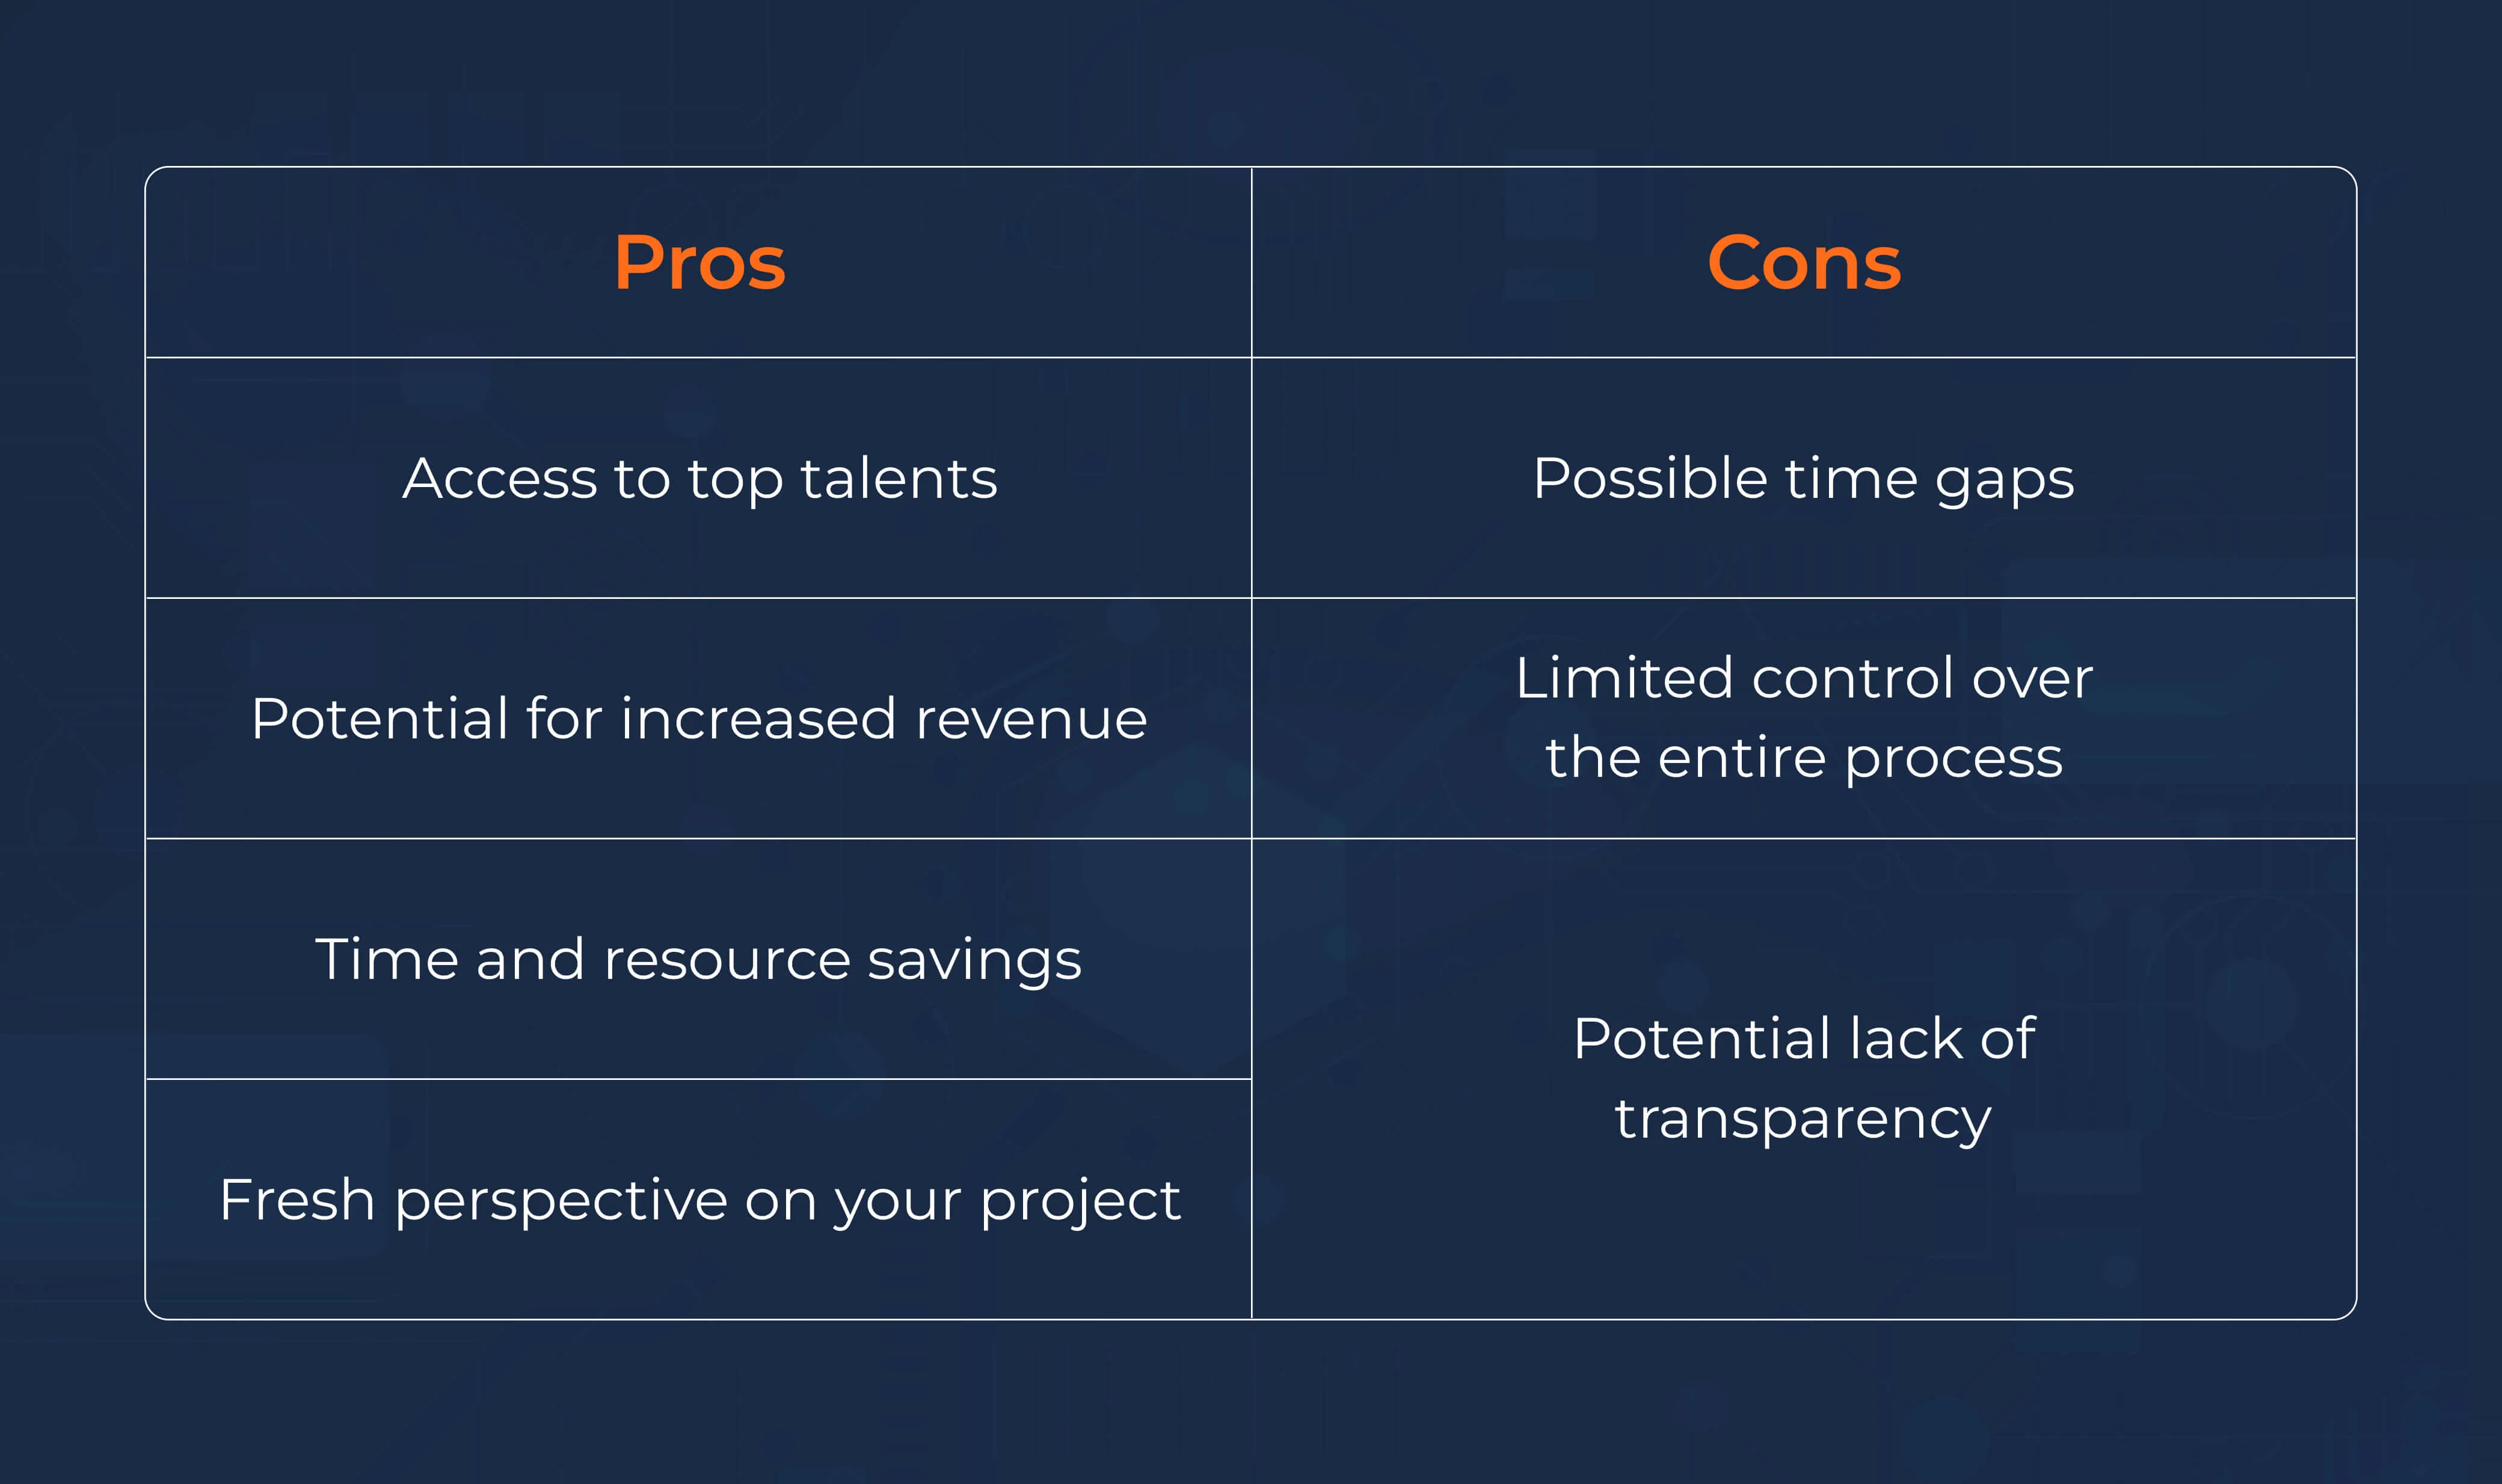 Pros
Cons
Access to top talents
Possible time gaps
Potential for increased revenue
Limited control over
the entire process
Time and resource savings
Potential lack of
transparency
Fresh perspective on your project